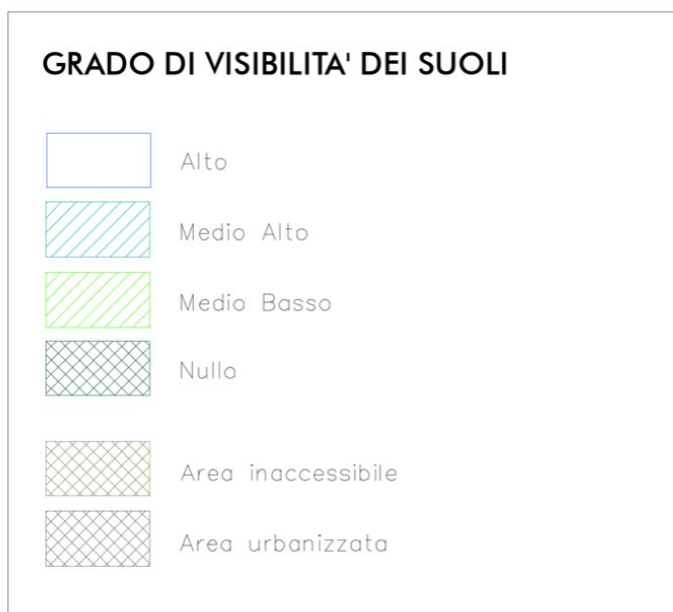 GRADO DI VISIBILITA' DEI SUOLI
Alto
Medio Alto
Medio Basso
Nullo
Area inaccessibile
Area urbanizzata